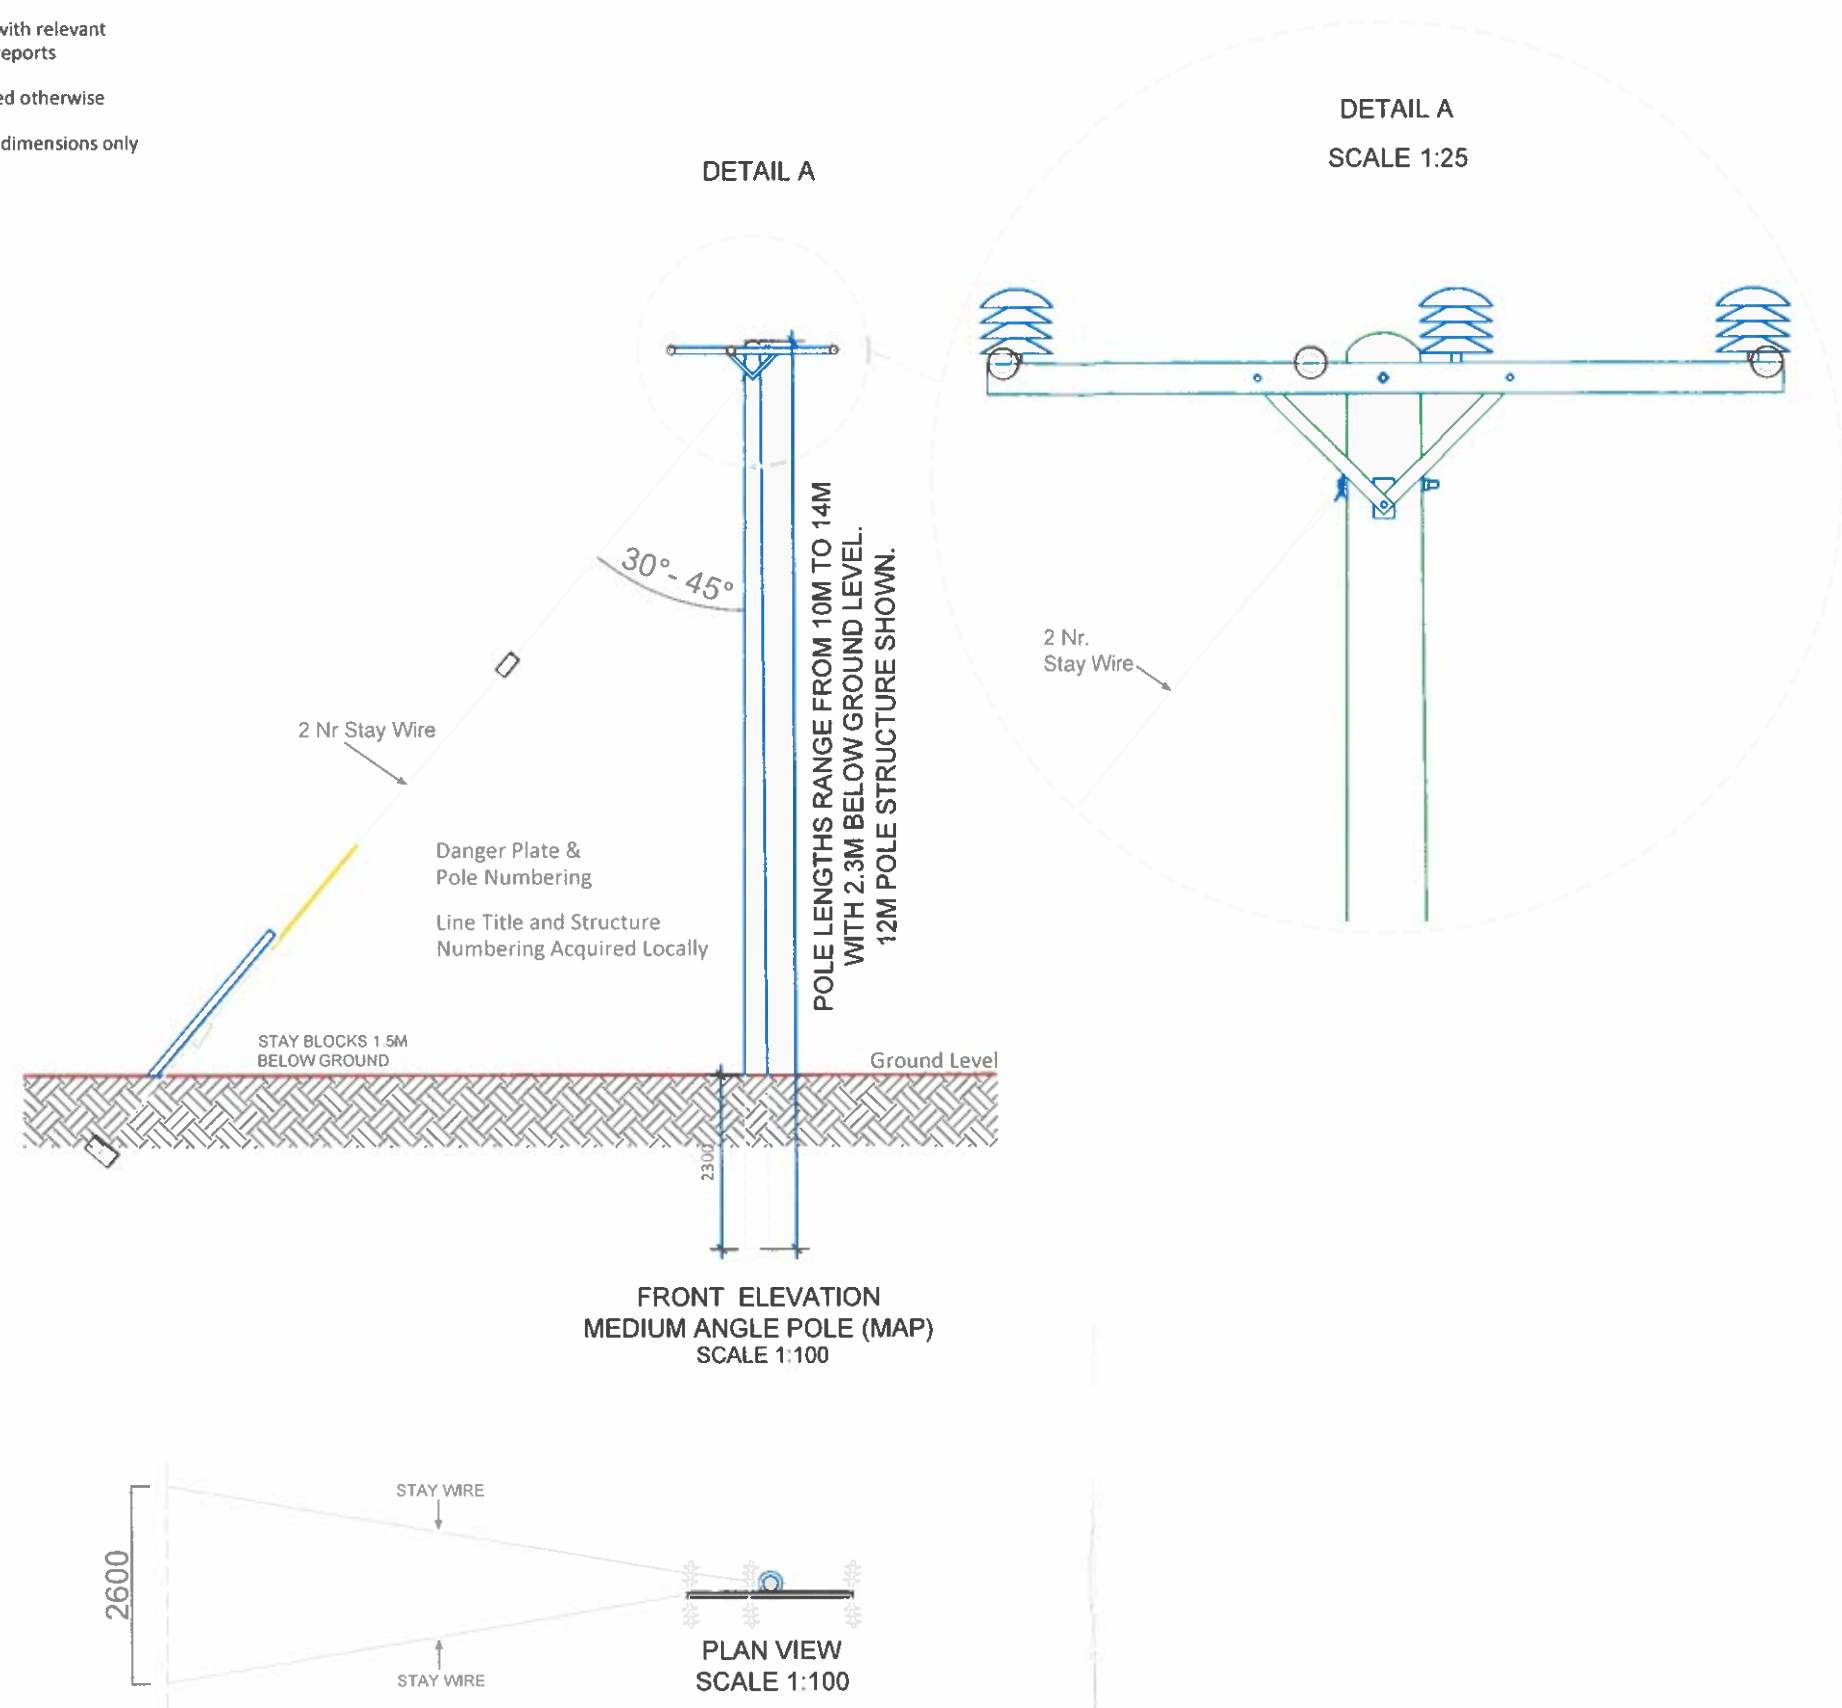 with relevant
reports
ed otherwise
dimensions only
DETAIL A
DETAIL A
SCALE 1:25
30°- 45°
POLE LENGTHS RANGE FROM 10M TO 14M
WITH 2.3M BELOW GROUND LEVEL.
12M POLE STRUCTURE SHOWN.
2 Nr.
Stay Wire
2 Nr Stay Wire
Danger Plate &
Pole Numbering
Line Title and Structure
Numbering Acquired Locally
STAY BLOCKS 1.5M
BELOW GROUND
Ground Level
2300
FRONT ELEVATION
MEDIUM ANGLE POLE (MAP)
SCALE 1:100
STAY WIRE
2600
STAY WIRE
PLAN VIEW
SCALE 1:100